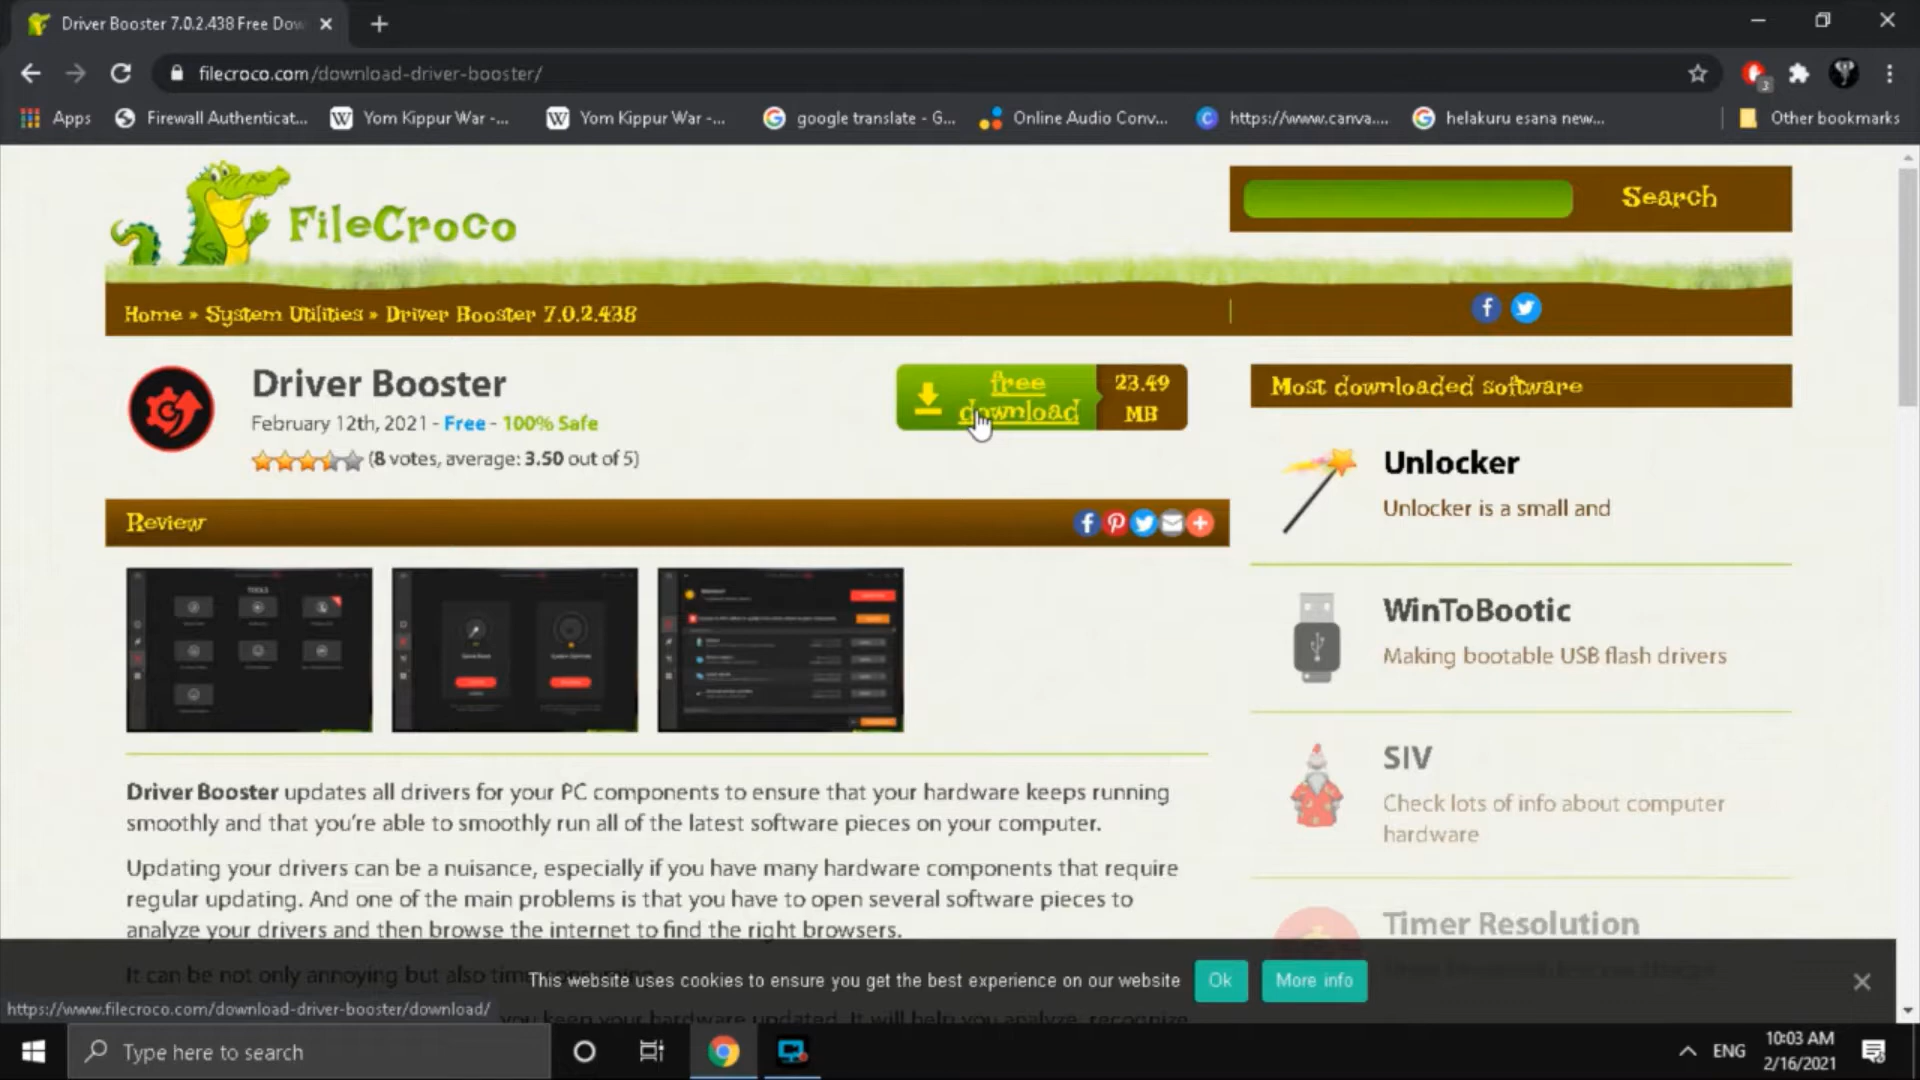 Driver Booster 7.0.2.438 Free Dow
filecroco.com/download-driver-booster/
3
Apps
Firewall Authenticat...
Yom Kippur War -...
Yom Kippur War -...
google translate - G...
Online Audio Conv...
https://www.canva....
helakuru esana new...
Other bookmarks
FileCroco
Search
Home » System Utilities » Driver Booster 7.0.2.438
Driver Booster
February 12th, 2021 - Free - 100% Safe
(8 votes, average: 3.50 out of 5)
free
download
23.49
MB
Most downloaded software
Unlocker
Unlocker is a small and
Review
WinToBootic
Making bootable USB flash drivers
SIV
Check lots of info about computer
hardware
Timer Resolution
TOOLS
Driver Booster updates all drivers for your PC components to ensure that your hardware keeps running
smoothly and that you're able to smoothly run all of the latest software pieces on your computer.
Updating your drivers can be a nuisance, especially if you have many hardware components that require
regular updating. And one of the main problems is that you have to open several software pieces to
analyze your drivers and then browse the internet to find the right browsers.
It can be not only annoying but also
This website uses cookies to ensure you get the best experience on our website
Ok
More info
https://www.filecroco.com/download-driver-booster/download/
you keep your hardware updated. It will help you analyze, recognize
Type here to search
ENG
10:03 AM
2/16/2021